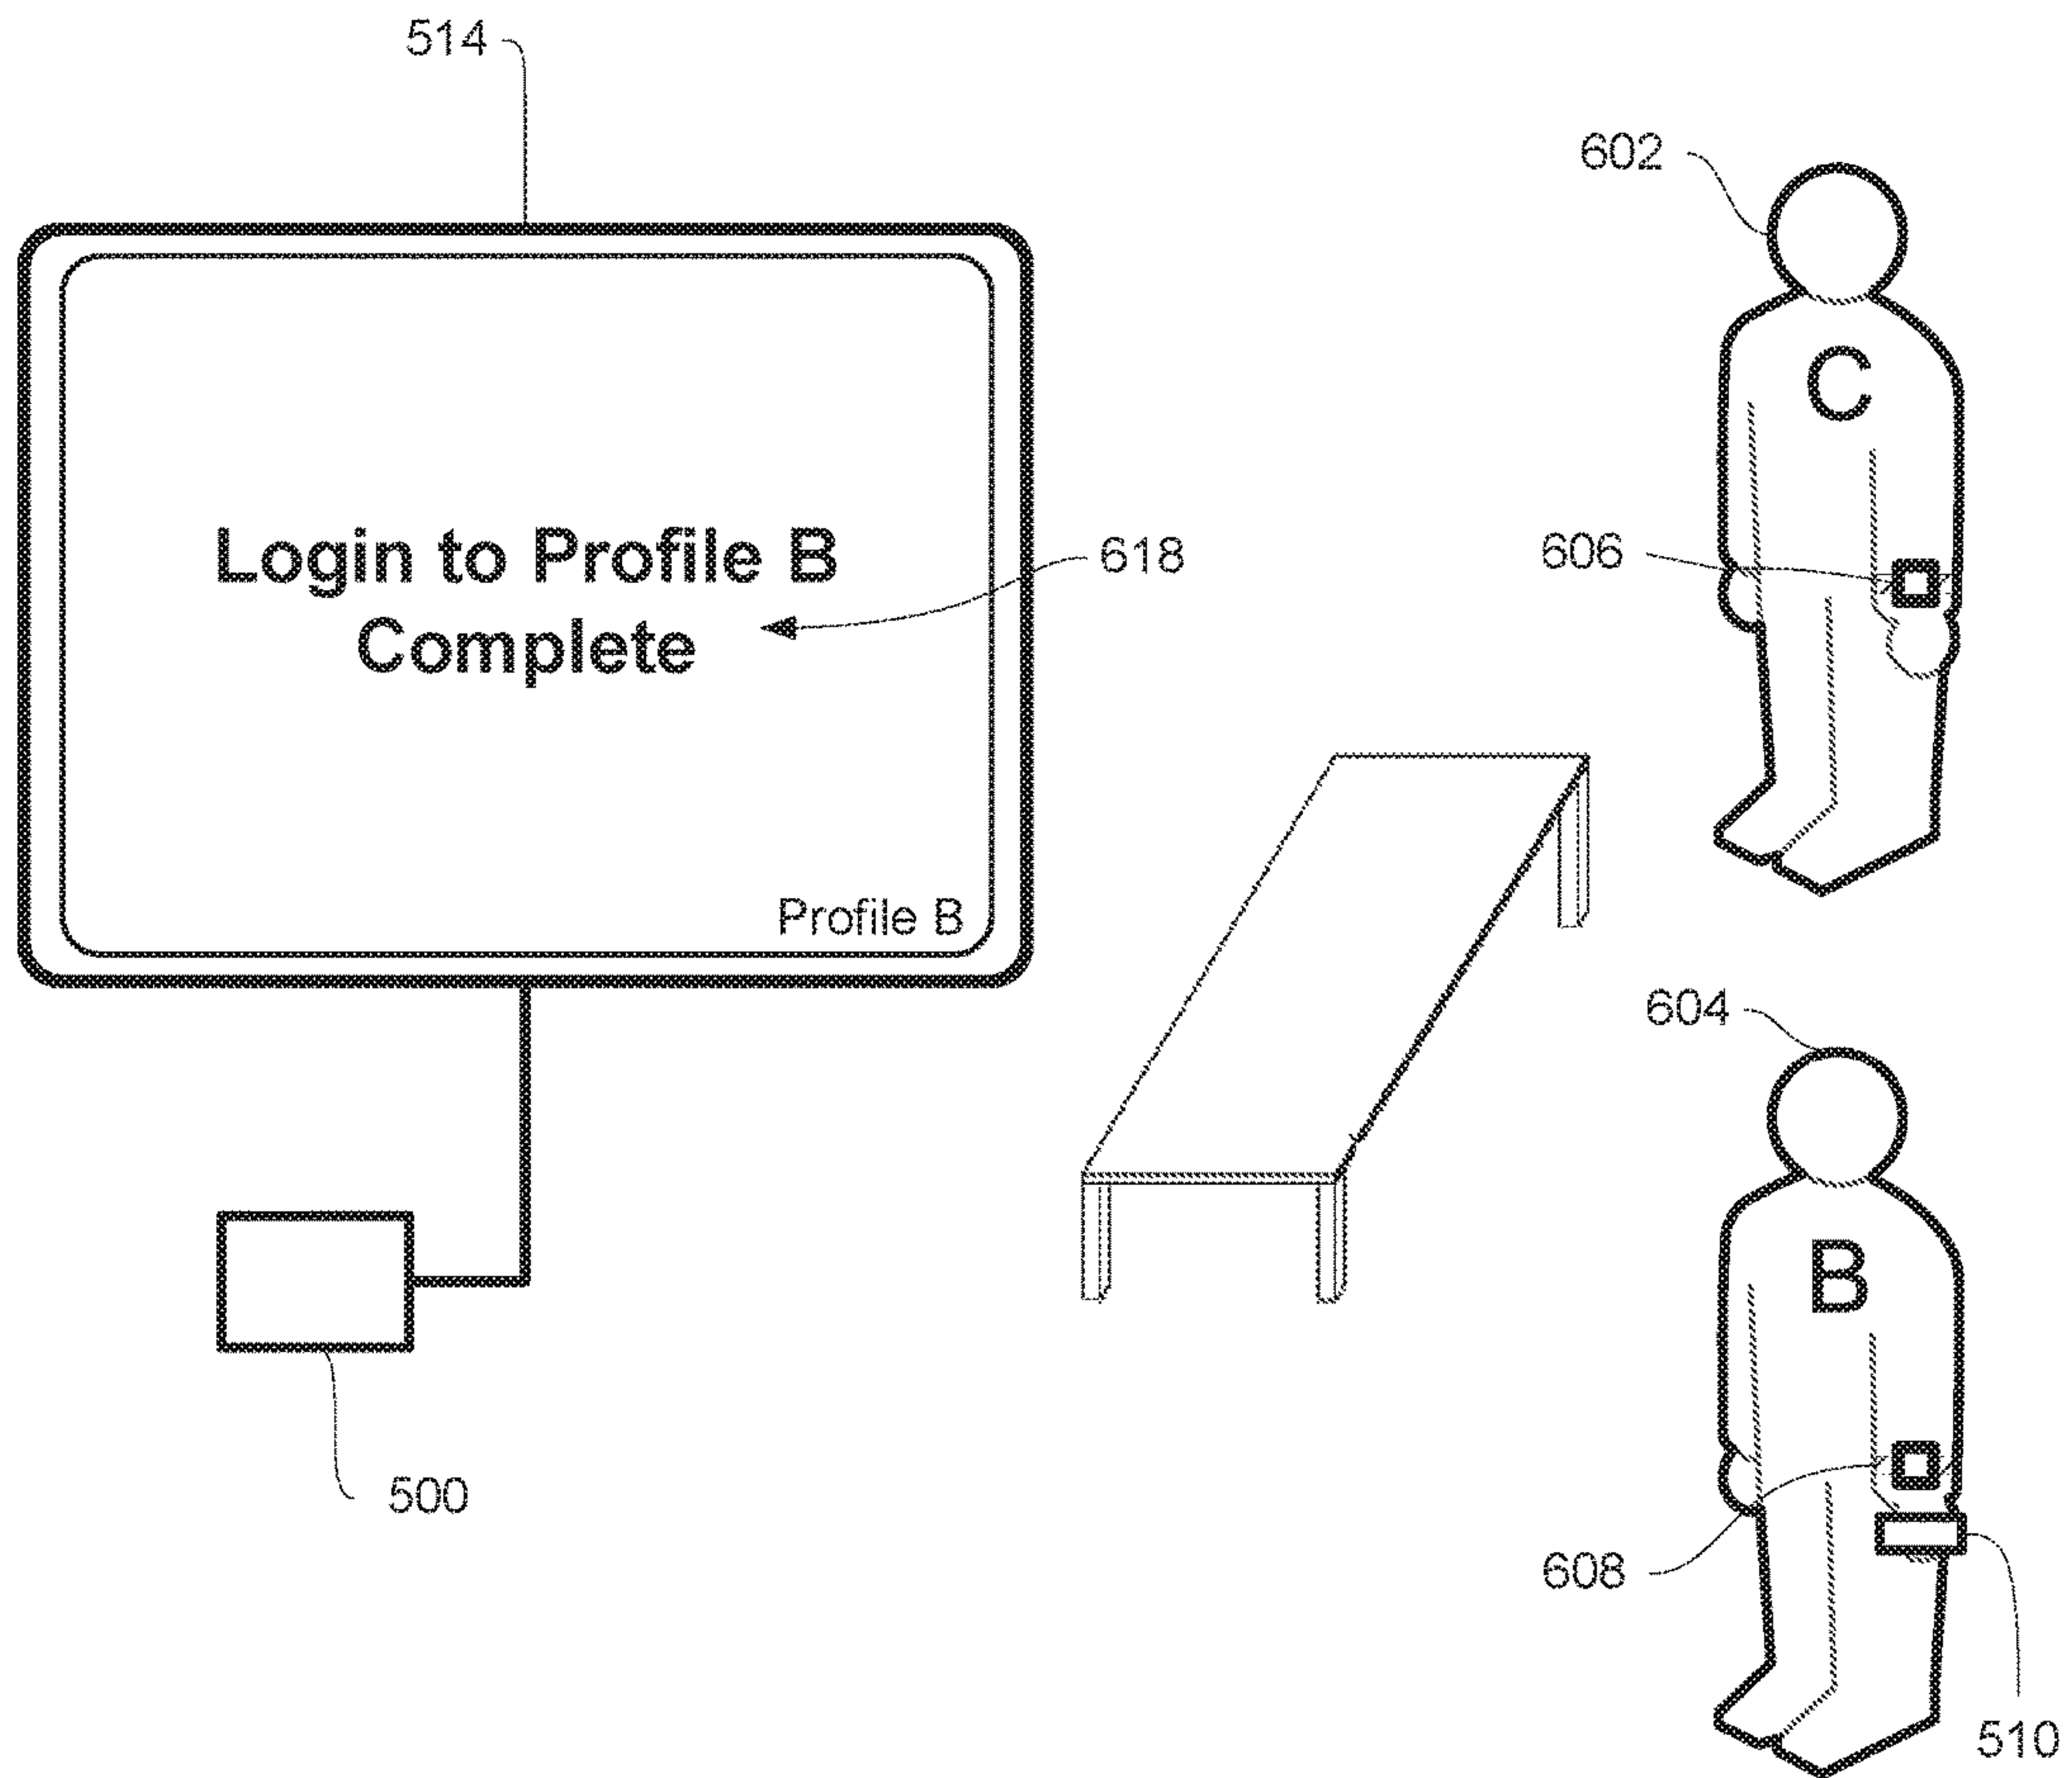 514
602
C
Login to Profile B
Complete
618
606
Profile B
604
B
500
608
510